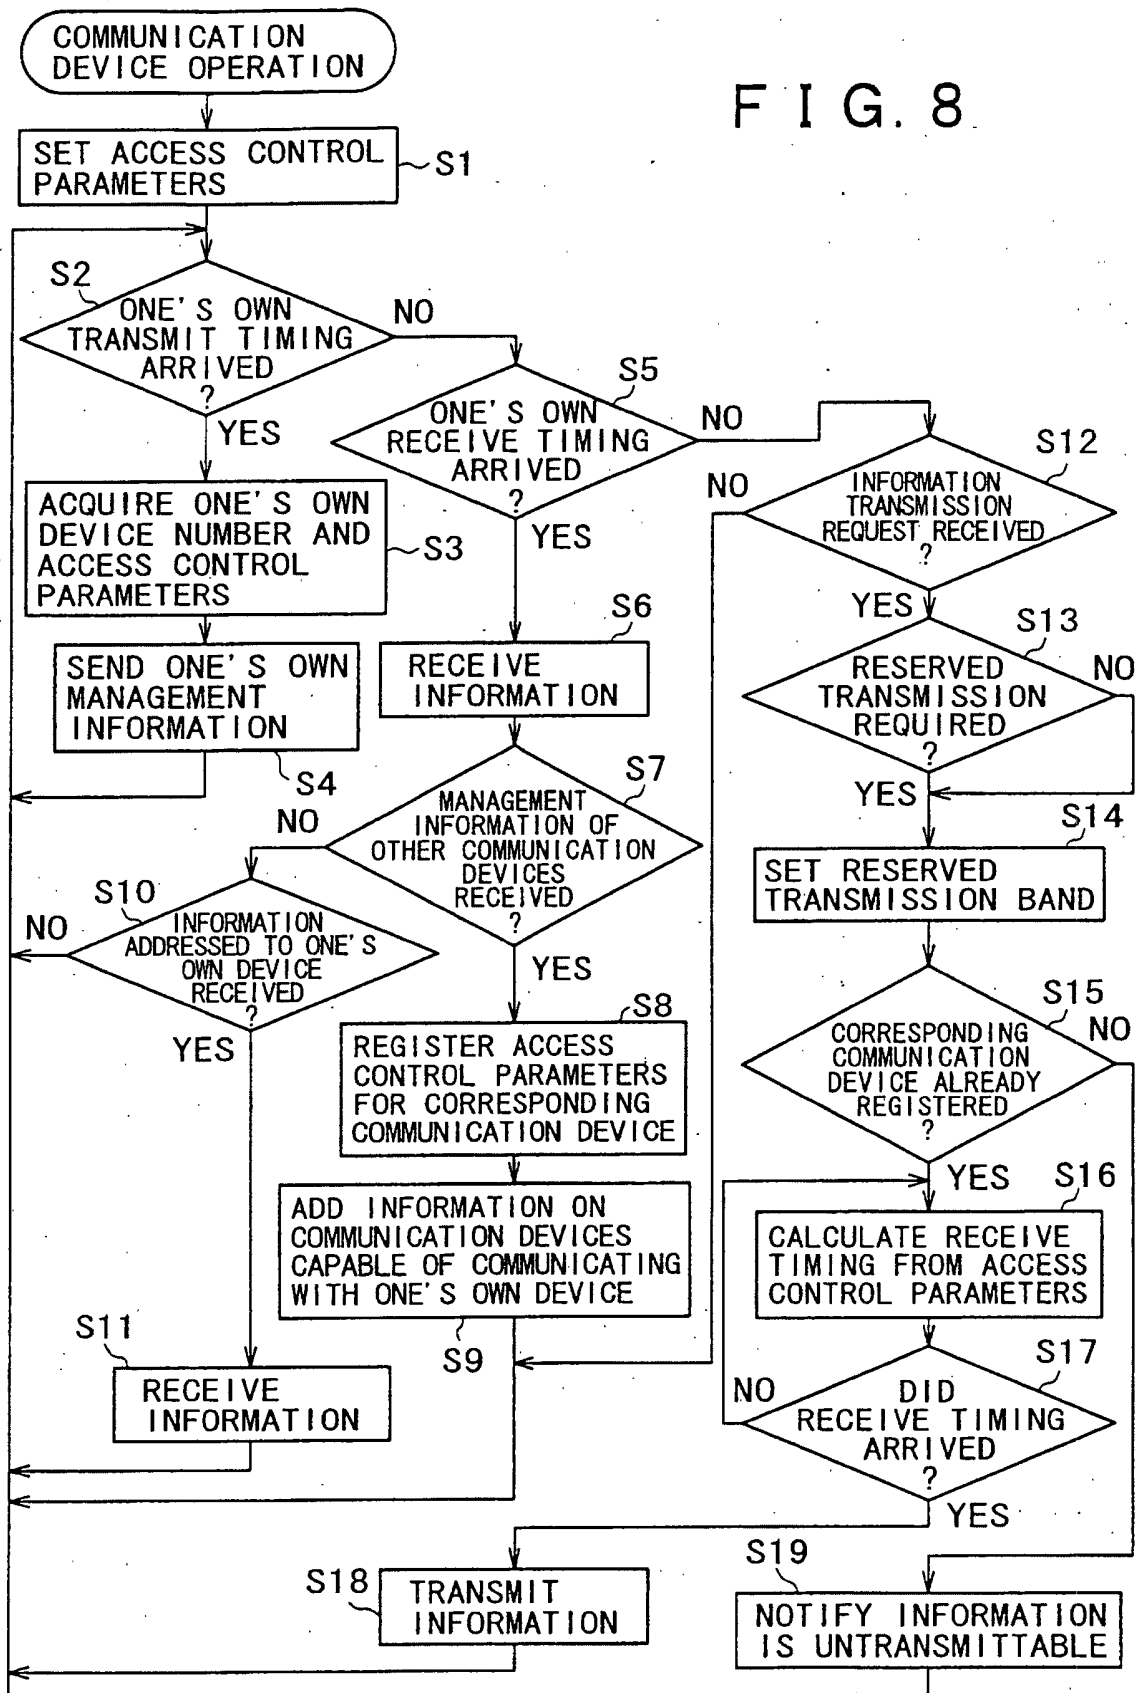 COMMUNICATION
DEVICE OPERATION
FIG. 8
SET ACCESS CONTROL
PARAMETERS
S1
S2
ONE'S OWN
TRANSMIT TIMING
ARRIVED
?
NO
YES
S5
ONE'S OWN
RECEIVE TIMING
ARRIVED
?
NO
YES
S12
INFORMATION
TRANSMISSION
REQUEST RECEIVED
?
NO
YES
ACQUIRE ONE'S OWN
DEVICE NUMBER AND
ACCESS CONTROL
PARAMETERS
S3
SEND ONE'S OWN
MANAGEMENT
INFORMATION
S4
S6
RECEIVE
INFORMATION
S13
RESERVED
TRANSMISSION
REQUIRED
?
NO
YES
S7
MANAGEMENT
INFORMATION OF
OTHER COMMUNICATION
DEVICES
RECEIVED
?
NO
YES
S14
SET RESERVED
TRANSMISSION BAND
S10
INFORMATION
ADDRESSED TO ONE'S
OWN DEVICE
RECEIVED
?
NO
YES
S8
REGISTER ACCESS
CONTROL PARAMETERS
FOR CORRESPONDING
COMMUNICATION DEVICE
S15
CORRESPONDING
COMMUNICATION
DEVICE ALREADY
REGISTERED
?
NO
YES
ADD INFORMATION ON
COMMUNICATION DEVICES
CAPABLE OF COMMUNICATING
WITH ONE'S OWN DEVICE
S9
S16
CALCULATE RECEIVE
TIMING FROM ACCESS
CONTROL PARAMETERS
S11
RECEIVE
INFORMATION
S17
DID
RECEIVE TIMING
ARRIVED
?
NO
YES
S18
TRANSMIT
INFORMATION
S19
NOTIFY INFORMATION
IS UNTRANSMITTABLE